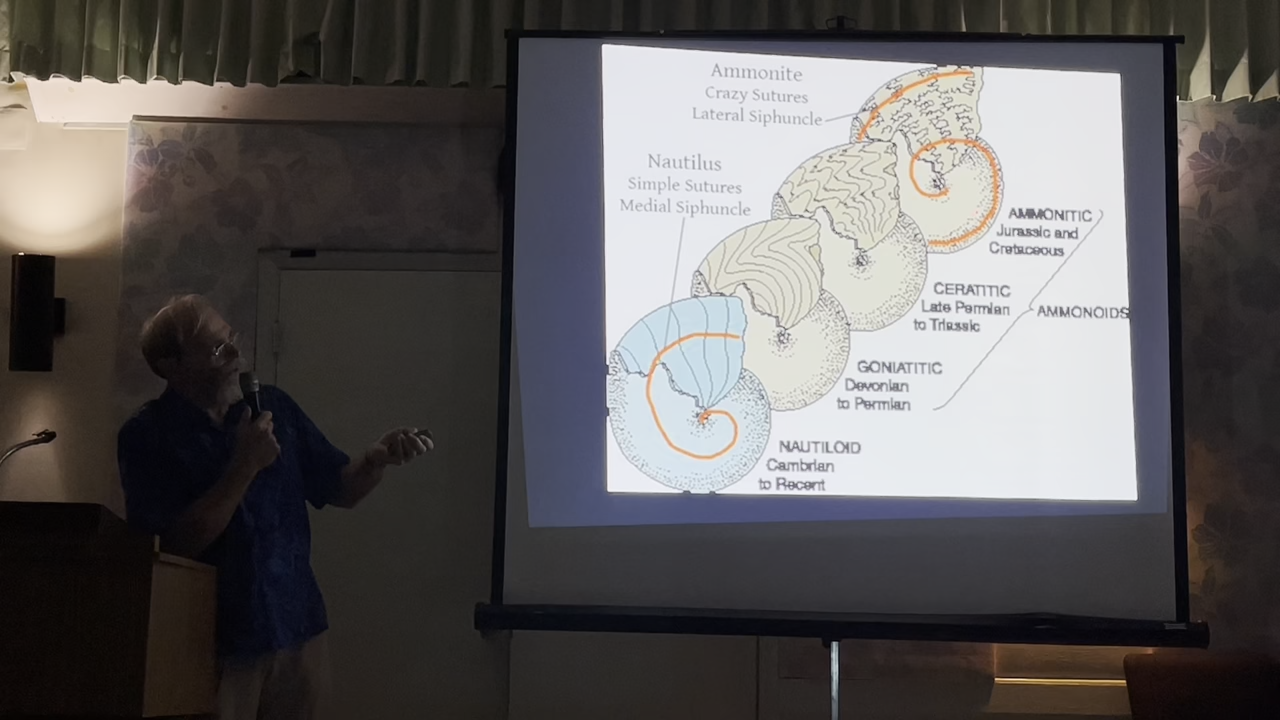 Ammonite
Crazy Sutures
Lateral Siphuncle
Nautilus
Simple Sutures
Medial Siphuncle
AMMONITIC
Jurassic and
Cretaceous
CERATITIC
Late Permian
to Triassic
AMMONOIDS
GONIATITIC
Devonian
to Permian
NAUTILOID
Cambrian
to Recent